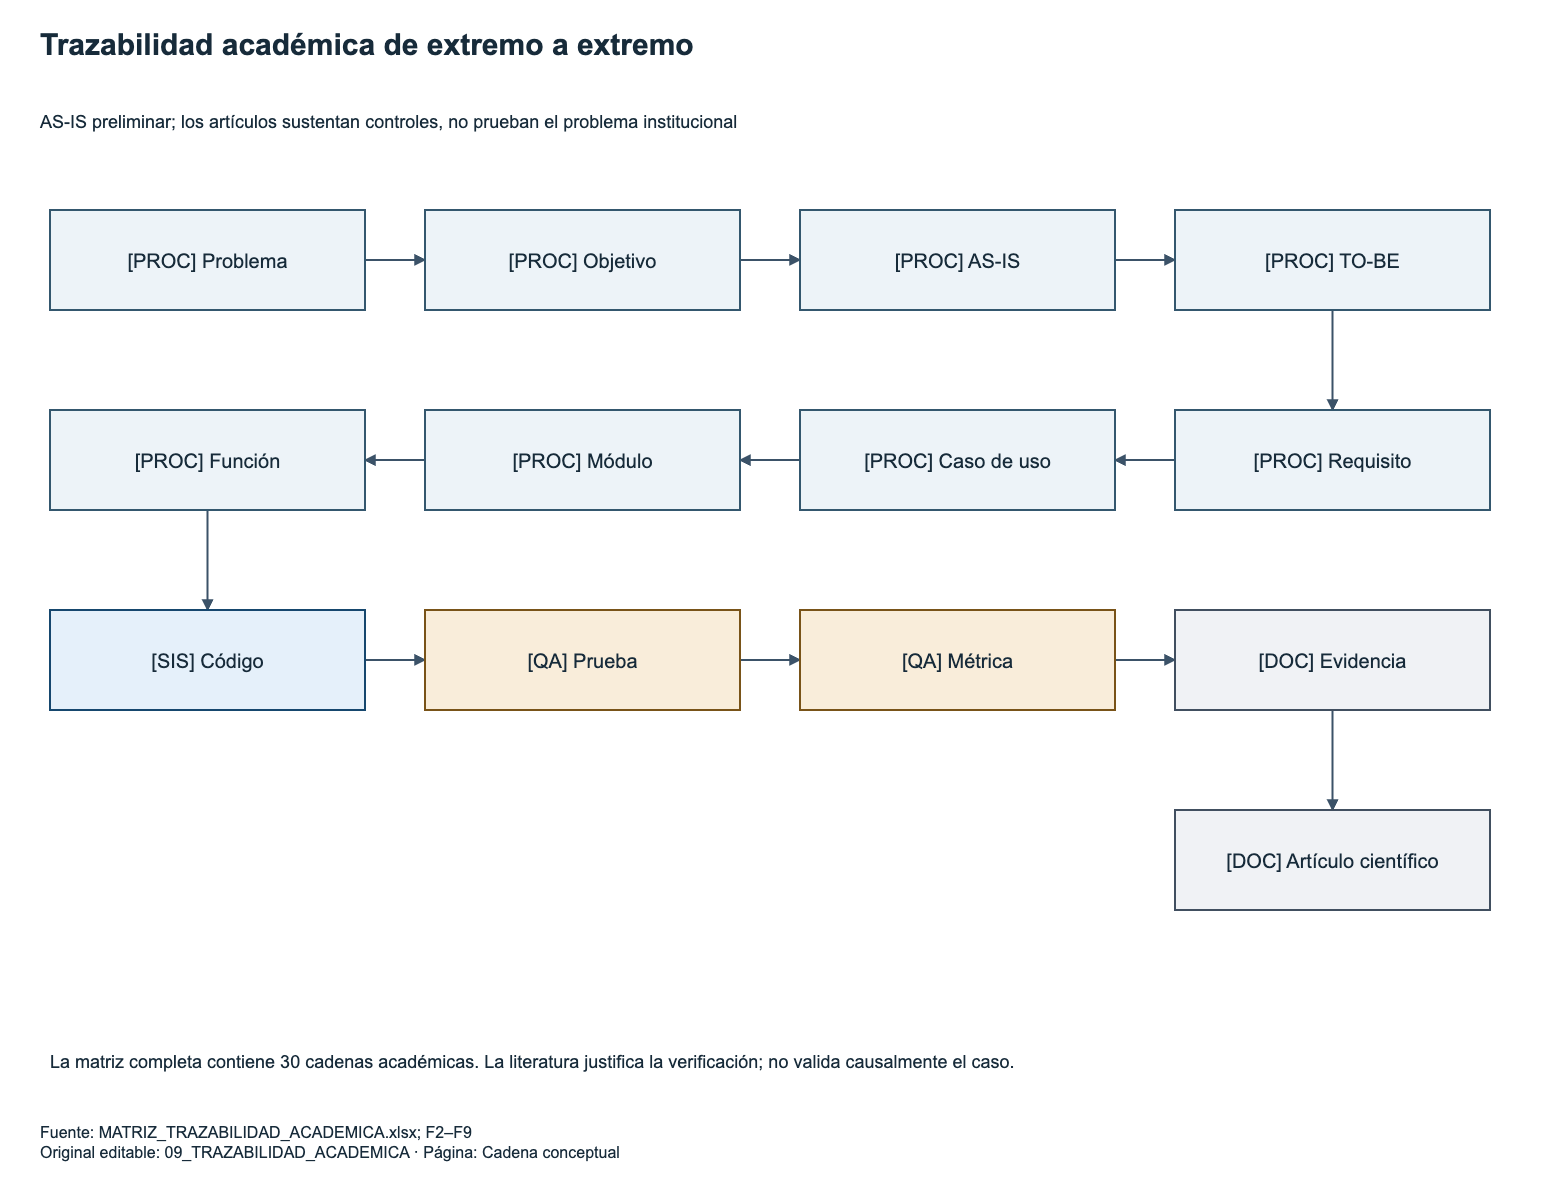 Trazabilidad académica de extremo a extremo
AS-IS preliminar; los artículos sustentan controles, no prueban el problema institucional
[PROC] Problema
[PROC] Objetivo
[PROC] AS-IS
[PROC] TO-BE
[PROC] Función
[PROC] Módulo
[PROC] Caso de uso
[PROC] Requisito
[SIS] Código
[QA] Prueba
[QA] Métrica
[DOC] Evidencia
[DOC] Artículo científico
La matriz completa contiene 30 cadenas académicas. La literatura justifica la verificación; no valida causalmente el caso.
Fuente: MATRIZ_TRAZABILIDAD_ACADEMICA.xlsx; F2–F9
Original editable: 09_TRAZABILIDAD_ACADEMICA · Página: Cadena conceptual